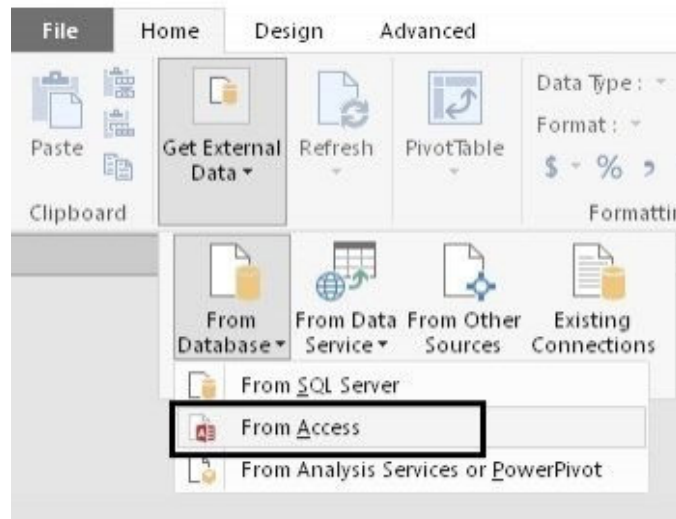 File Home Design Advanced
Paste
Get External
Data
Refresh
PivotTable
Data Type :
Format :
$ % ,
Clipboard
Formattin
From
Database
From Data
Service
From Other
Sources
Existing
Connections
From SQL Server
From Access
From Analysis Services or PowerPivot